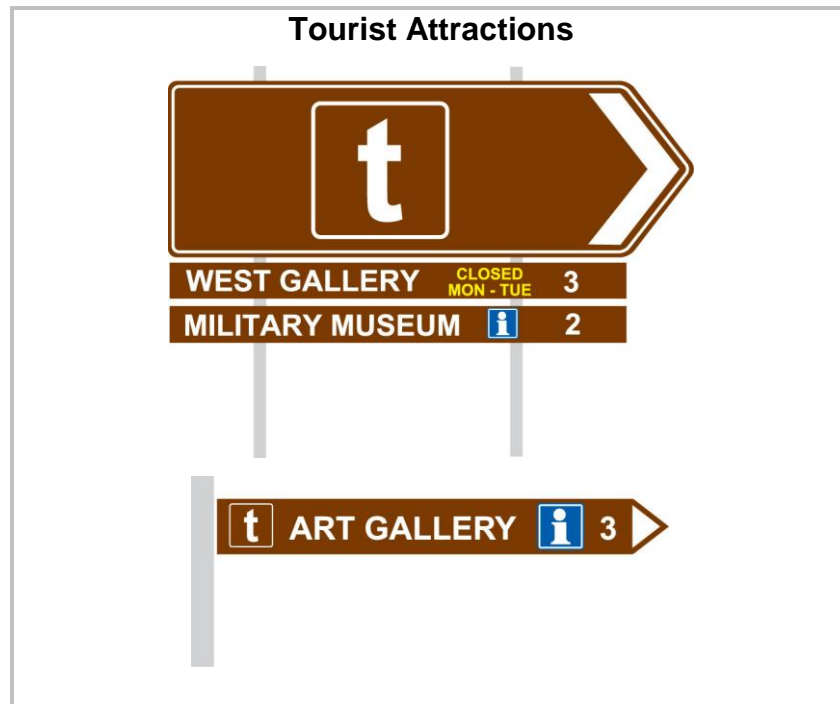 Tourist Attractions
t
WEST GALLERY CLOSED MON - TUE 3
MILITARY MUSEUM i 2
t ART GALLERY i 3